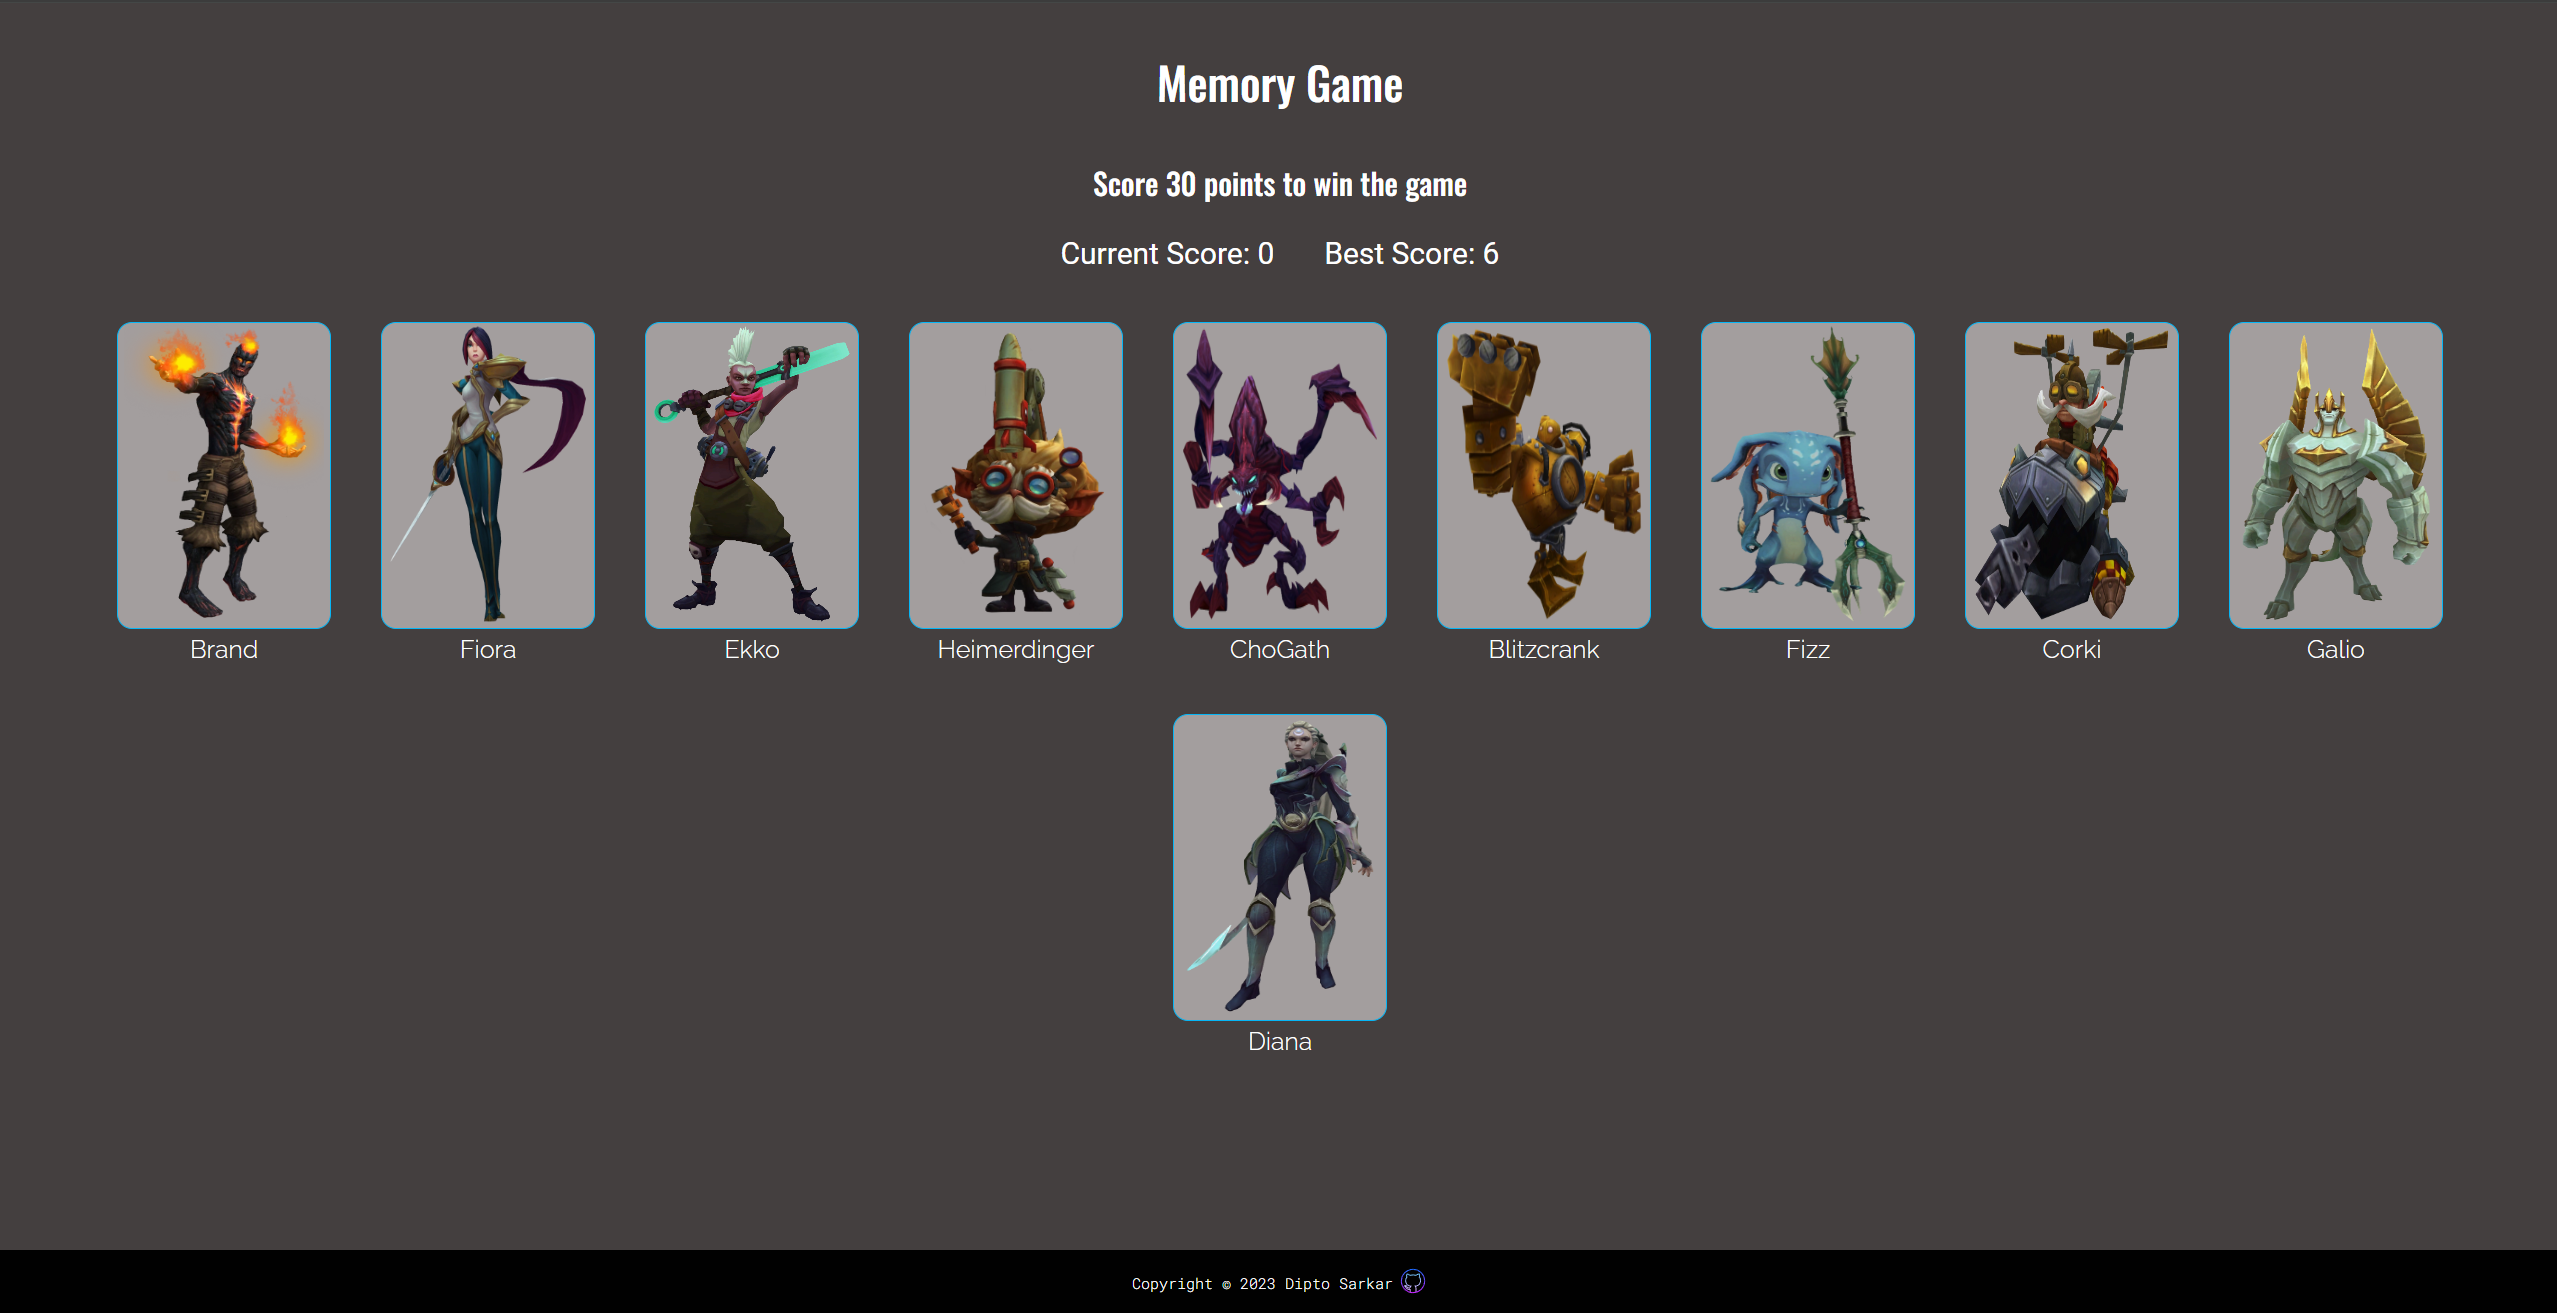 Memory Game
Score 30 points to win the game
Current Score: 0 Best Score: 6
Brand Fiora Ekko Heimerdinger ChoGath Blitzcrank Fizz Corki Galio
Diana
Copyright © 2023 Dipto Sarkar